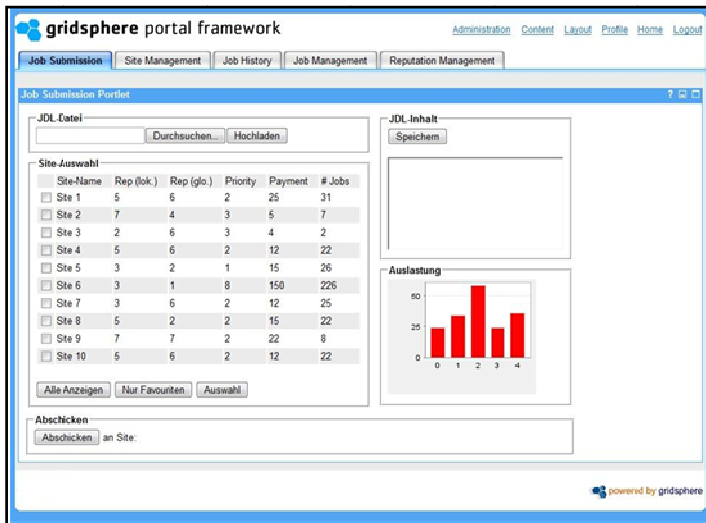 gridsphere portal framework
Administration Content Layout Profile Home Logout
Job Submission Site Management Job History Job Management Reputation Management
Job Submission Portlet ?
JDL-Datei
Durchsuchen... Hochladen
Site-Auswahl
Site-Name Rep (lok.) Rep (glo.) Priority Payment # Jobs
Site 1 5 6 2 25 31
Site 2 7 4 3 5 7
Site 3 2 6 3 4 2
Site 4 5 6 2 12 22
Site 5 3 2 1 15 26
Site 6 3 1 8 150 226
Site 7 3 6 2 12 25
Site 8 5 2 2 15 22
Site 9 7 7 2 22 8
Site 10 5 6 2 12 22
Alle Anzeigen Nur Favouriten Auswahl
JDL-Inhalt
Speichern
Auslastung
50
25
0
0 1 2 3 4
Abschicken
Abschicken an Site:
powered by gridsphere